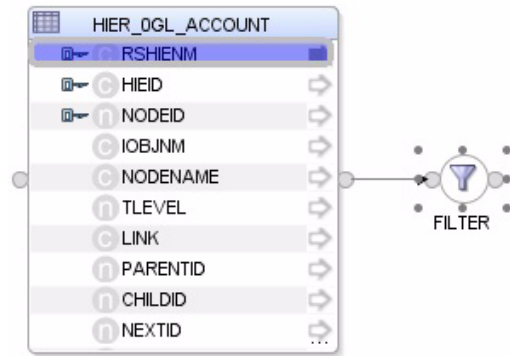 HIER_0GL_ACCOUNT
C RSHIENM
C HIEID
n NODEID
C IOBJNM
C NODENAME
n TLEVEL
C LINK
n PARENTID
n CHILDID
n NEXTID
...
FILTER